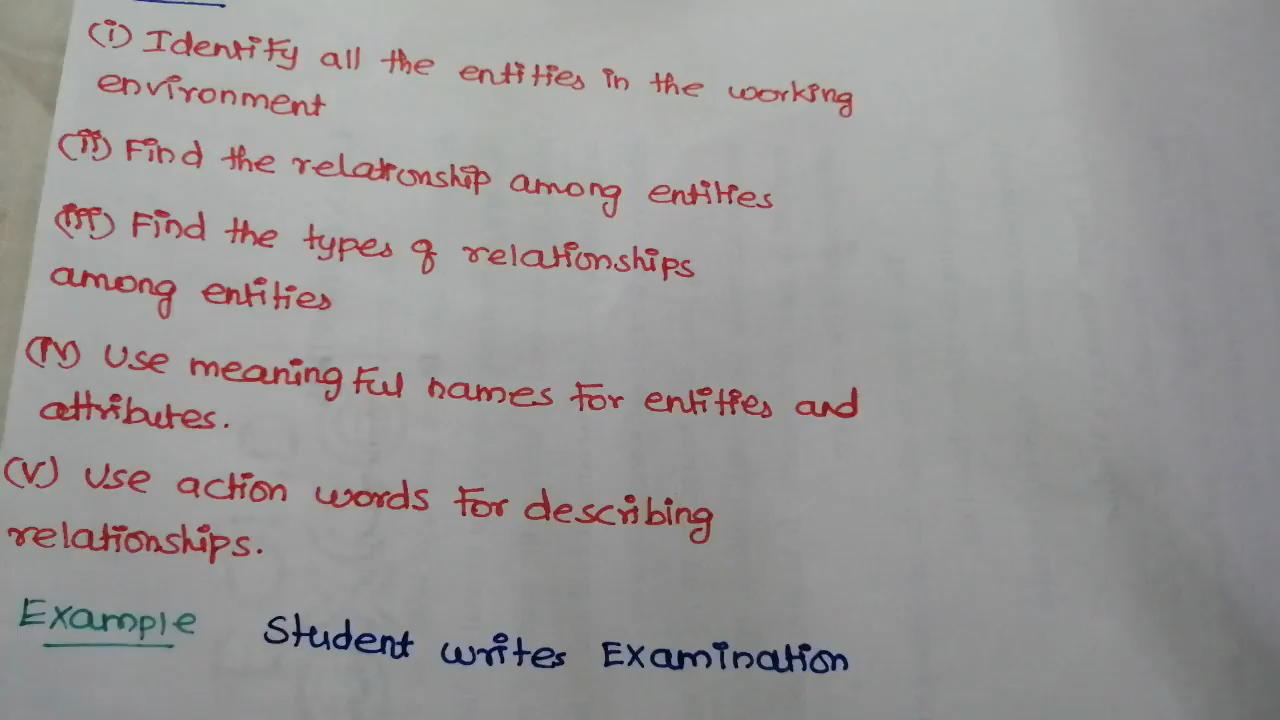 (i) Identify all the entities in the working
environment
(ii) Find the relationship among entities
(iii) Find the types of relationships
among entities
(iv) Use meaningful names for entities and
attributes.
(v) Use action words for describing
relationships.
Example Student writes Examination